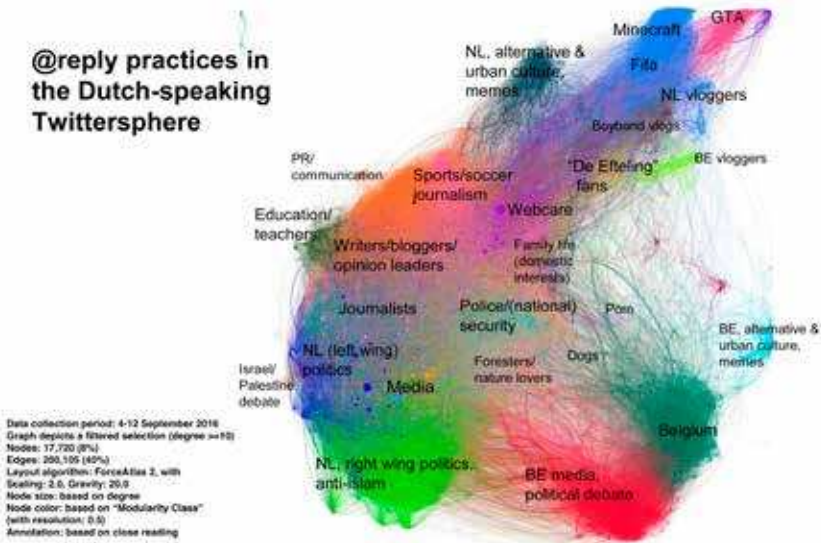 @reply practices in
the Dutch-speaking
Twittersphere
Minecraft
GTA
NL, alternative &
urban culture,
memes
Fifa
NL vloggers
Boyband vlogs
PR/
communication
Sports/soccer
journalism
"De Efteling"
fans
BE vloggers
Education/
teachers
Webcare
Writers/bloggers/
opinion leaders
Family life
(domestic
interests)
Journalists
Police/(national)
security
Porn
BE, alternative &
urban culture,
memes
NL (left wing)
politics
Israel/
Palestine
debate
Media
Foresters/
nature lovers
Dogs
Belgium
NL, right wing politics,
anti-islam
BE media,
political debate
Data collection period: 4-12 September 2016
Graph depicts a filtered selection (degree >=10)
Nodes: 17,720 (8%)
Edges: 280,105 (40%)
Layout algorithm: ForceAtlas 2, with
Scaling: 2.0, Gravity: 20.0
Node size: based on degree
Node color: based on "Modularity Class"
(with resolution: 0.5)
Annotation: based on close reading